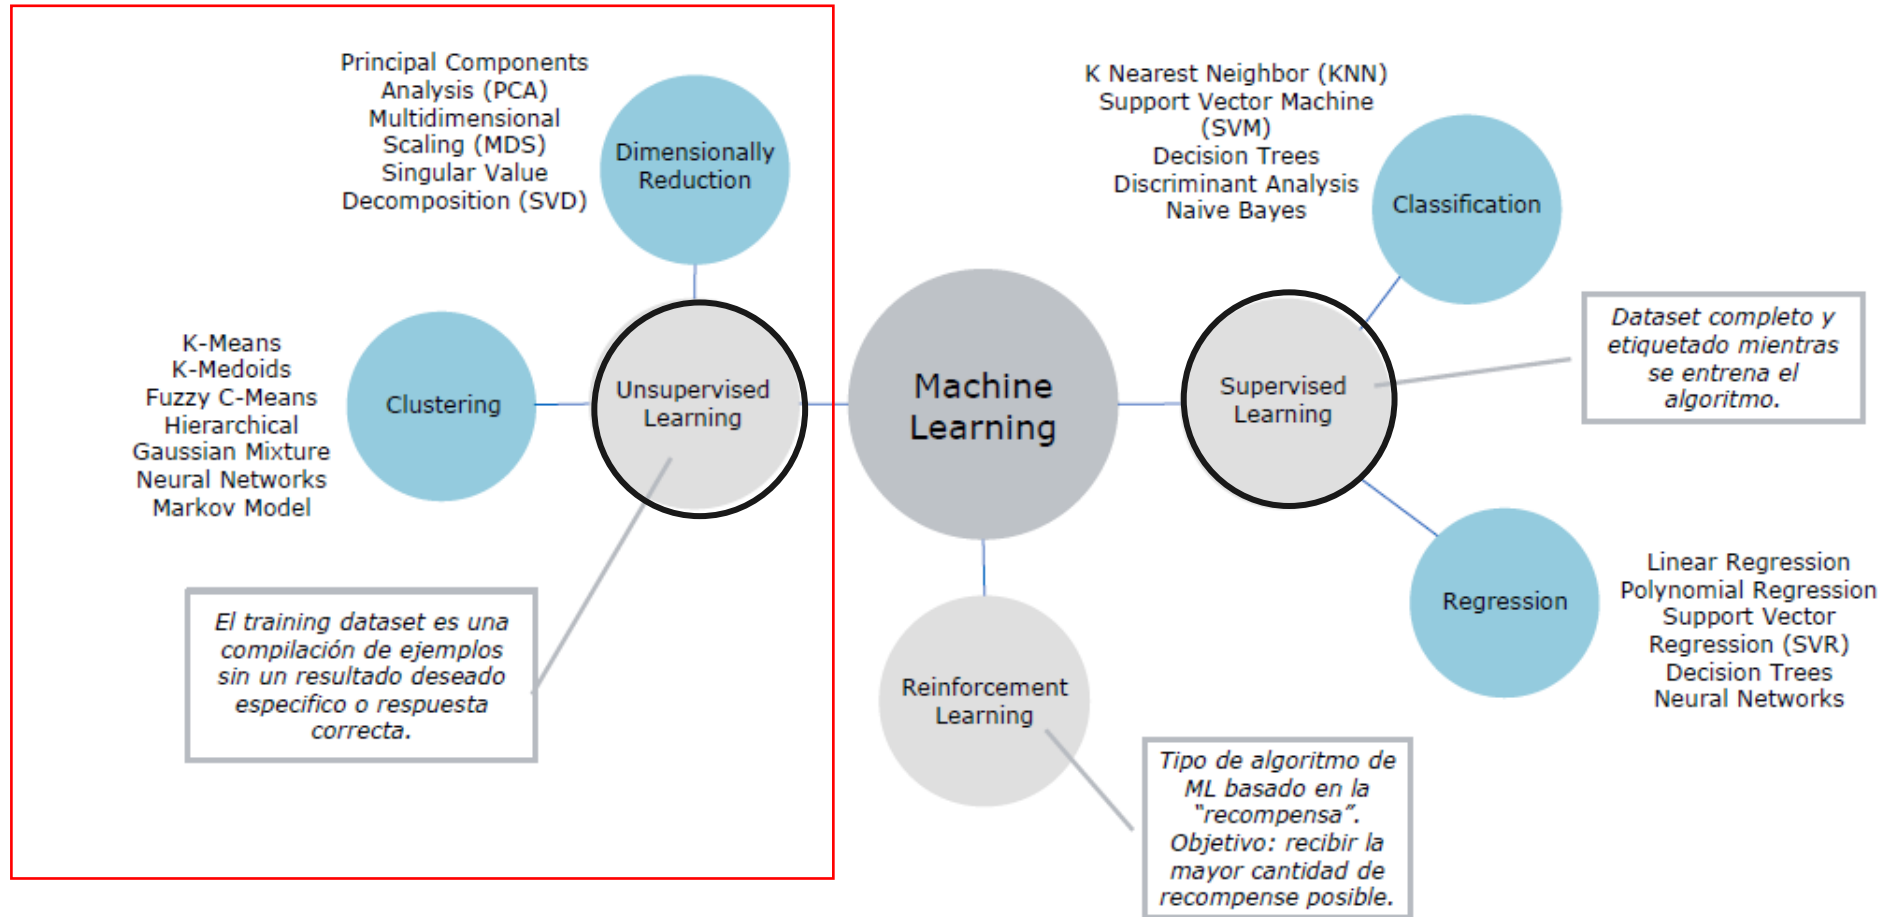 Principal Components
Analysis (PCA)
Multidimensional
Scaling (MDS)
Singular Value
Decomposition (SVD)
Dimensionally
Reduction
K-Means
K-Medoids
Fuzzy C-Means
Hierarchical
Gaussian Mixture
Neural Networks
Markov Model
Clustering
Unsupervised
Learning
El training dataset es una
compilación de ejemplos
sin un resultado deseado
especifico o respuesta
correcta.
Machine
Learning
Reinforcement
Learning
Tipo de algoritmo de
ML basado en la
“recompensa”.
Objetivo: recibir la
mayor cantidad de
recompense posible.
K Nearest Neighbor (KNN)
Support Vector Machine
(SVM)
Decision Trees
Discriminant Analysis
Naive Bayes
Classification
Supervised
Learning
Dataset completo y
etiquetado mientras
se entrena el
algoritmo.
Regression
Linear Regression
Polynomial Regression
Support Vector
Regression (SVR)
Decision Trees
Neural Networks